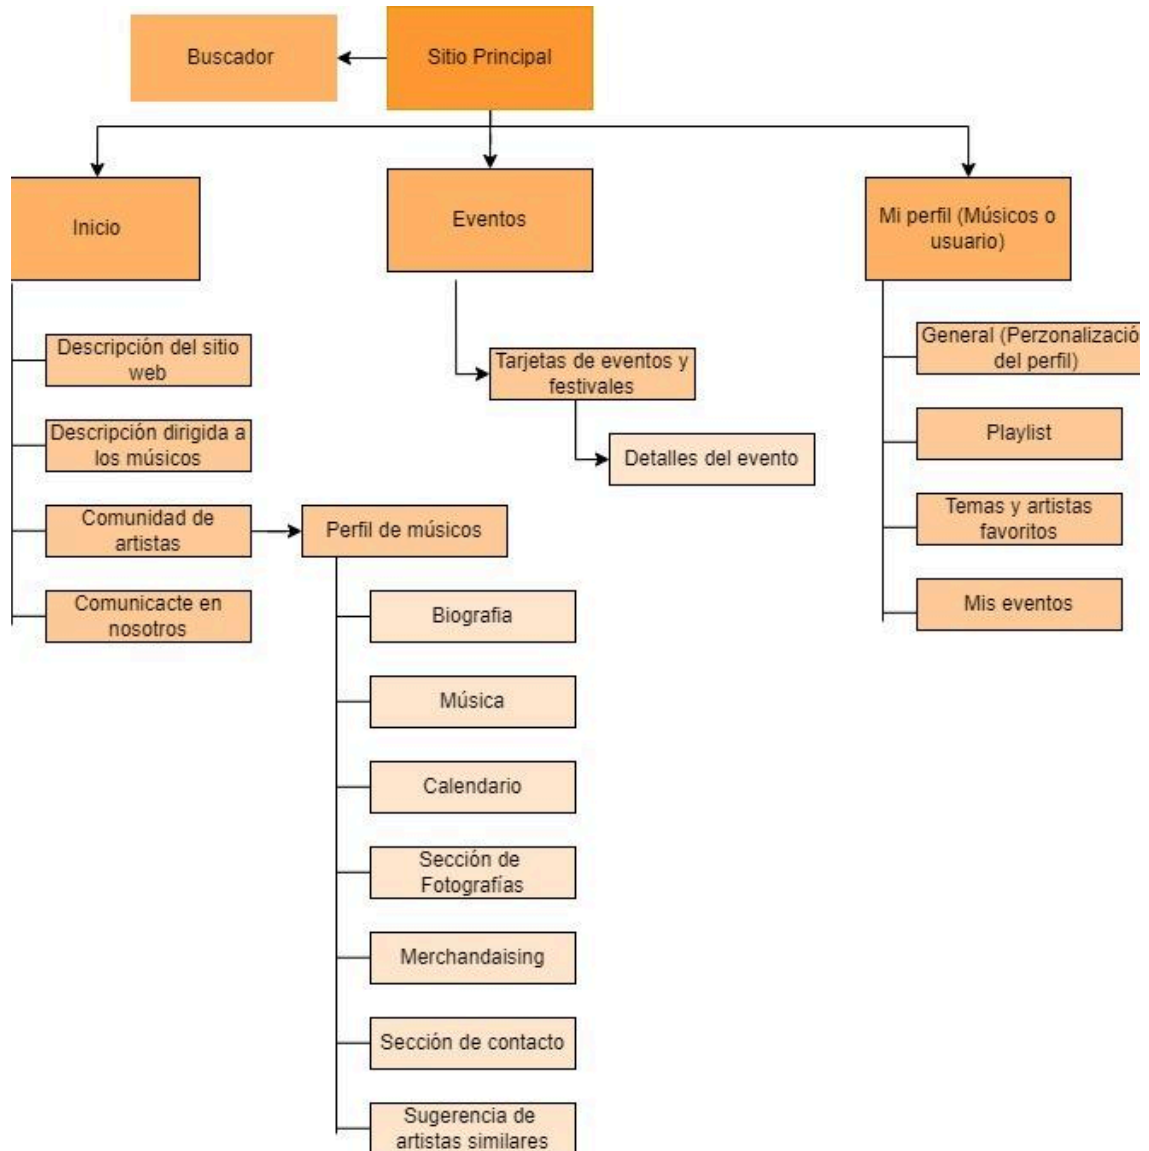 Buscador
Sitio Principal
Inicio
Eventos
Mi perfil (Músicos o
usuario)
Descripción del sitio
web
Descripción dirigida a
los músicos
Comunidad de
artistas
Comunicacte en
nosotros
Perfil de músicos
Biografia
Música
Calendario
Sección de
Fotografías
Merchandaising
Sección de contacto
Sugerencia de
artistas similares
Tarjetas de eventos y
festivales
Detalles del evento
General (Perzonalizació
del perfil)
Playlist
Temas y artistas
favoritos
Mis eventos